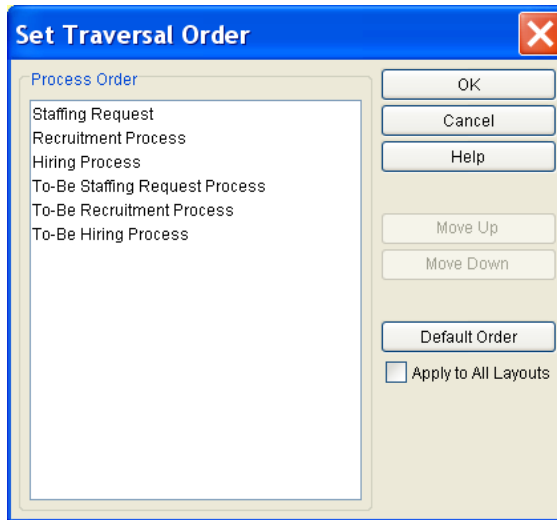 Set Traversal Order
Process Order
Staffing Request
Recruitment Process
Hiring Process
To-Be Staffing Request Process
To-Be Recruitment Process
To-Be Hiring Process
OK
Cancel
Help
Move Up
Move Down
Default Order
Apply to All Layouts